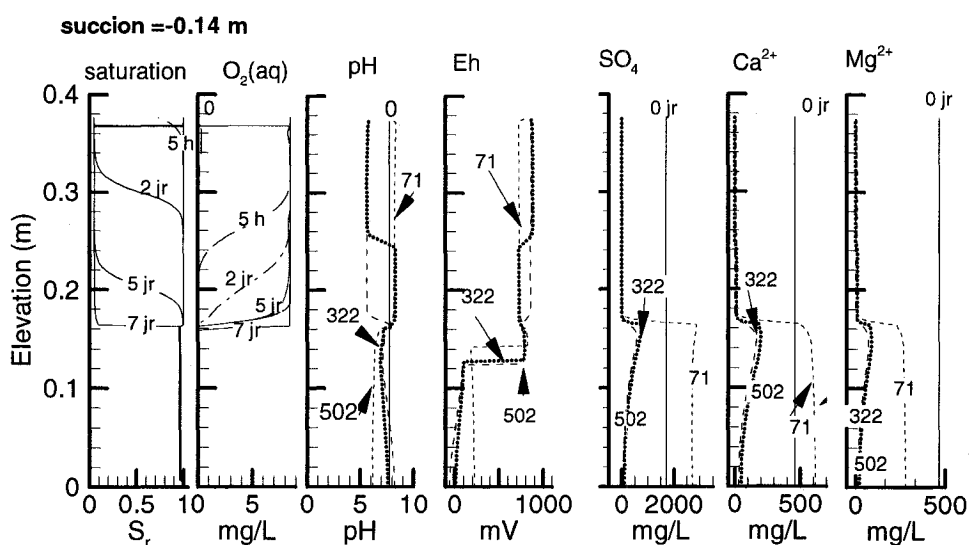 succion =-0.14 m
saturation O₂(aq) pH Eh SO₄ Ca²⁺ Mg²⁺
0.4 0 0 0 jr 0 jr 0 jr
5 h
0.3 2 jr 5 h 71 71
2 jr
0.2 5 jr 5 jr 322 322 322
7 jr 7 jr
0.1 502 502 502 71 502 71 322 71
502
0
Elevation (m)
0 5 10 0 5 0 5 10 0 1000 0 2000 0 500 0 500
Sᵣ mg/L pH mV mg/L mg/L mg/L